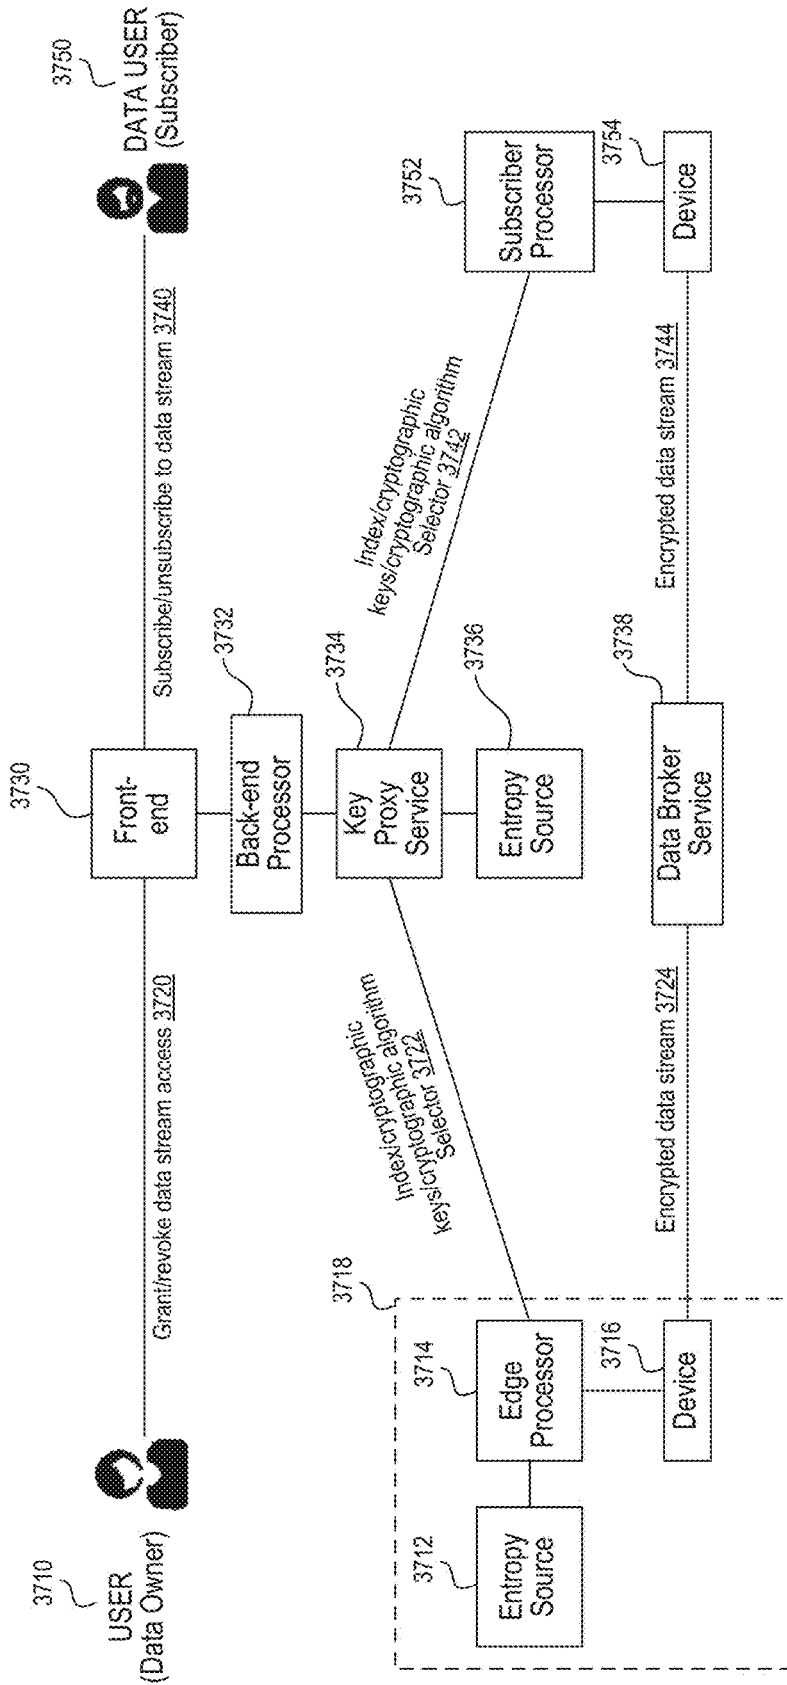 3710
USER
(Data Owner)
Grant/revoke data stream access 3720
3730
Front-
end
Subscribe/unsubscribe to data stream 3740
3750
DATA USER
(Subscriber)
3732
Back-end
Processor
3734
Key
Proxy
Service
3736
Entropy
Source
Index/cryptographic
keys/cryptographic algorithm
Selector 3722
Index/cryptographic
keys/cryptographic algorithm
Selector 3742
3718
3712
Entropy
Source
3714
Edge
Processor
3716
Device
Encrypted data stream 3724
3738
Data Broker
Service
Encrypted data stream 3744
3752
Subscriber
Processor
3754
Device